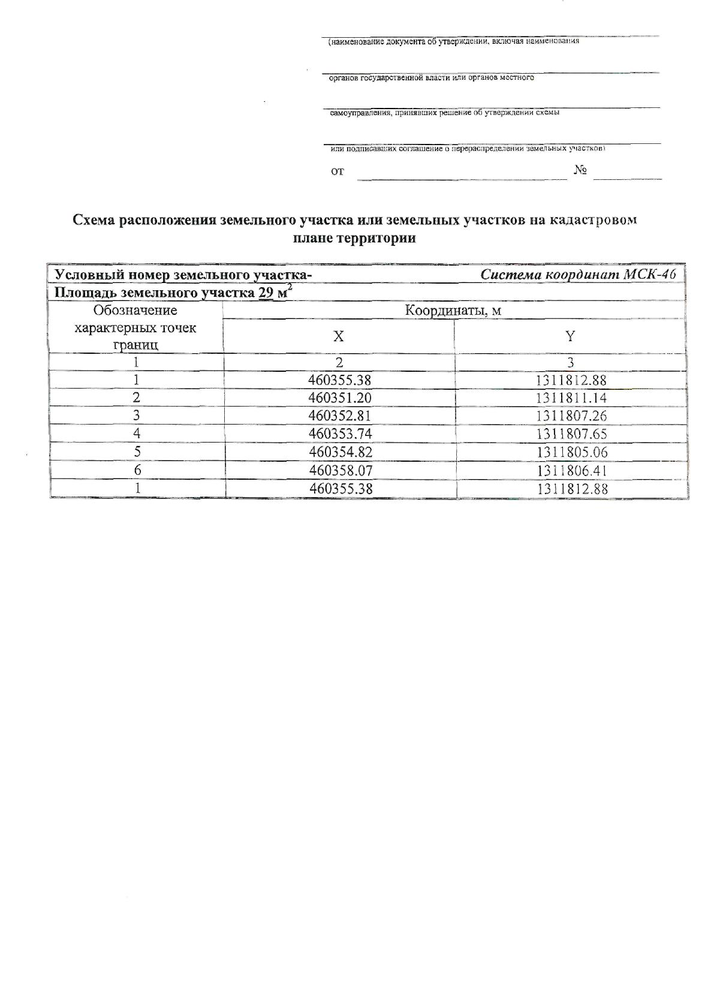 (наименование документа об утверждении, включая наименования
органов государственной власти или органов местного
самоуправления, принявших решение об утверждении схемы
или подписавших соглашение о перераспределении земельных участков)
от №
Схема расположения земельного участка или земельных участков на кадастровом
плане территории
Условный номер земельного участка- Система координат МСК-46
Площадь земельного участка 29 м²
Обозначение
характерных точек
границ
Координаты, м
X Y
1 2 3
1 460355.38 1311812.88
2 460351.20 1311811.14
3 460352.81 1311807.26
4 460353.74 1311807.65
5 460354.82 1311805.06
6 460358.07 1311806.41
1 460355.38 1311812.88